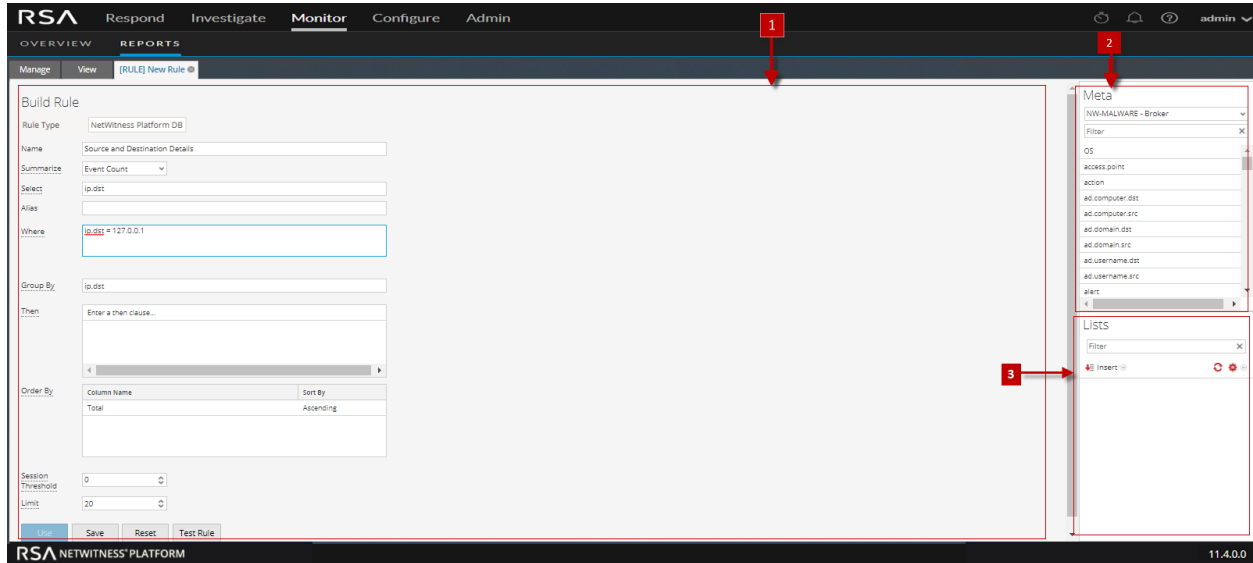 RSA Respond Investigate Monitor Configure Admin admin
1
2
OVERVIEW REPORTS
Manage View [RULE] New Rule
Build Rule
Rule Type NetWitness Platform DB
Name Source and Destination Details
Summarize Event Count
Select ip.dst
Alias
Where ip.dst = 127.0.0.1
Group By ip.dst
Then Enter a then clause...
Order By Column Name Sort By
Total Ascending
Session
Threshold 0
Limit 20
Use Save Reset Test Rule
Meta
NW-MALWARE - Broker
Filter X
OS
access.point
action
ad.computer.dst
ad.computer.src
ad.domain.dst
ad.domain.src
ad.username.dst
ad.username.src
alert
3
Lists
Filter X
Insert
RSA NETWITNESS® PLATFORM 11.4.0.0